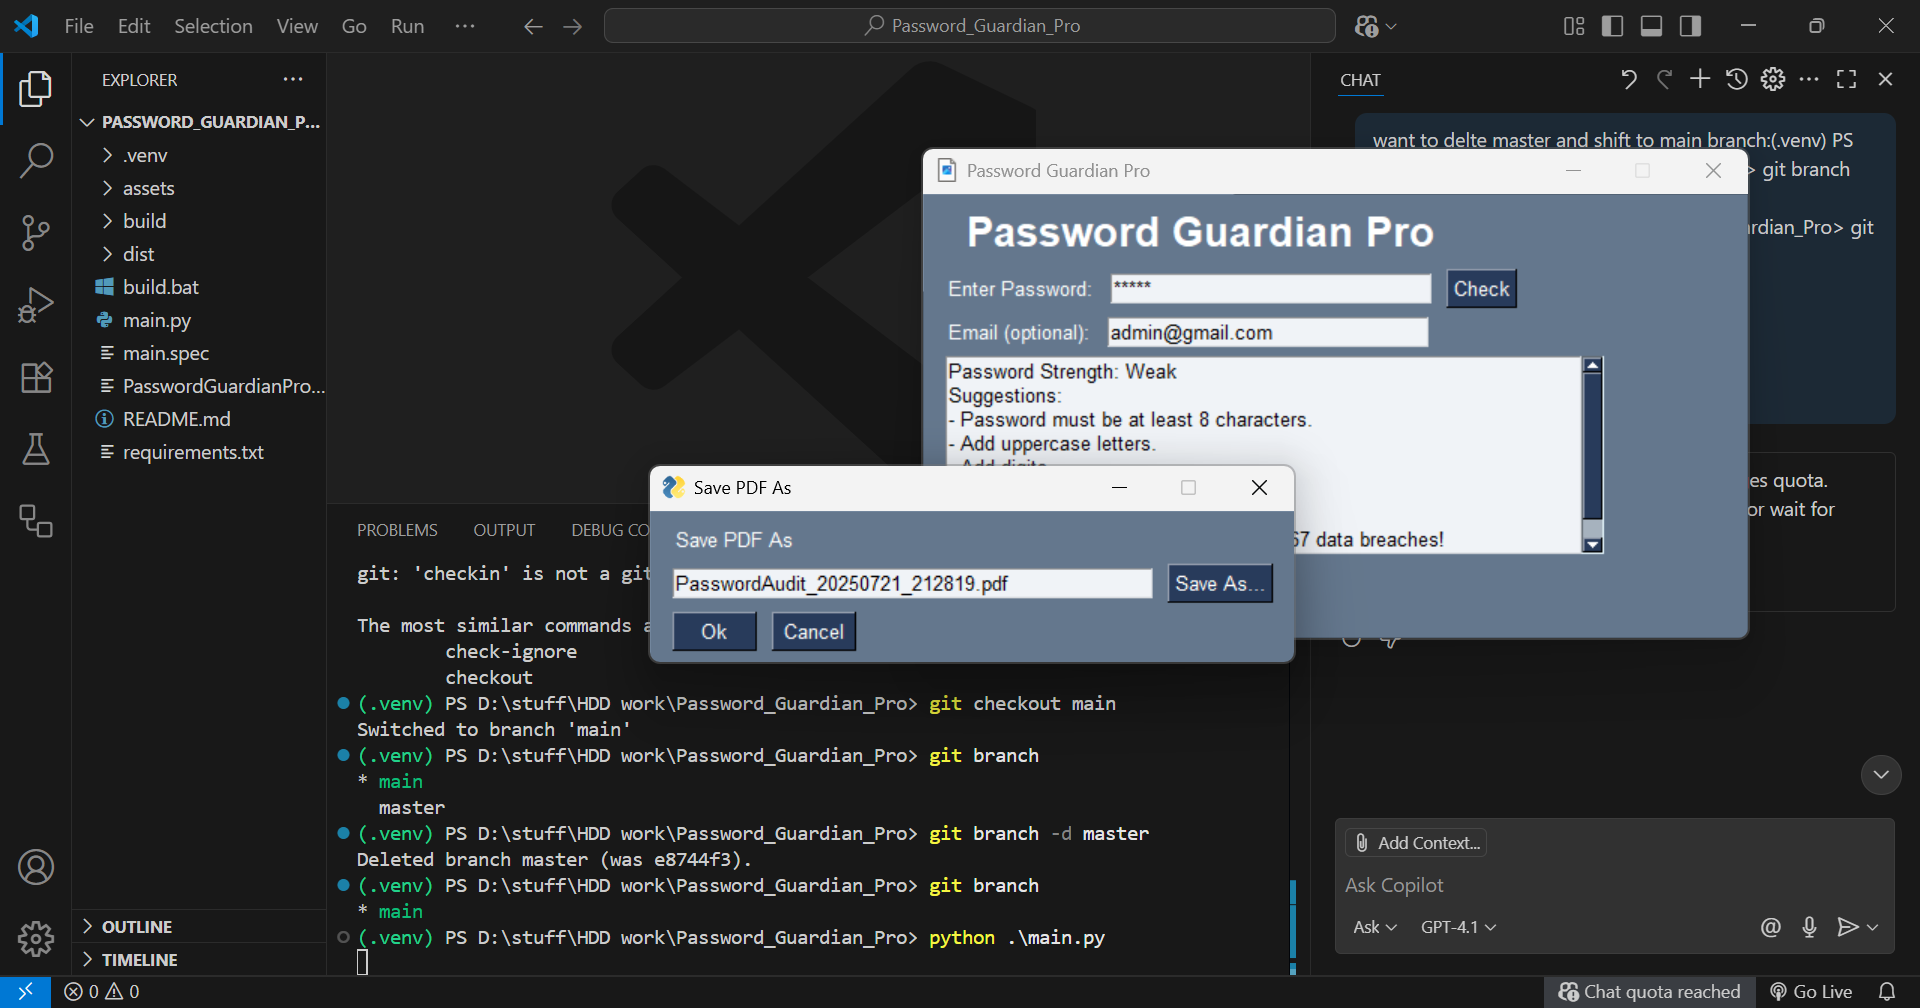 File Edit Selection View Go Run ···
Password_Guardian_Pro
EXPLORER
PASSWORD_GUARDIAN_P...
.venv
assets
build
dist
build.bat
main.py
main.spec
PasswordGuardianPro...
README.md
requirements.txt
OUTLINE
TIMELINE
PROBLEMS OUTPUT DEBUG CO
git: 'checkin' is not a git
The most similar commands a
check-ignore
checkout
(.venv) PS D:\stuff\HDD work\Password_Guardian_Pro> git checkout main
Switched to branch 'main'
(.venv) PS D:\stuff\HDD work\Password_Guardian_Pro> git branch
* main
master
(.venv) PS D:\stuff\HDD work\Password_Guardian_Pro> git branch -d master
Deleted branch master (was e8744f3).
(.venv) PS D:\stuff\HDD work\Password_Guardian_Pro> git branch
* main
(.venv) PS D:\stuff\HDD work\Password_Guardian_Pro> python .\main.py
Password Guardian Pro
Password Guardian Pro
Enter Password: ***** Check
Email (optional): admin@gmail.com
Password Strength: Weak
Suggestions:
- Password must be at least 8 characters.
- Add uppercase letters.
- Add digits
67 data breaches!
Save PDF As
Save PDF As
PasswordAudit_20250721_212819.pdf Save As...
Ok Cancel
CHAT
want to delte master and shift to main branch:(.venv) PS
> git branch
rdian_Pro> git
es quota.
or wait for
Add Context...
Ask Copilot
Ask GPT-4.1
0 0
Chat quota reached Go Live